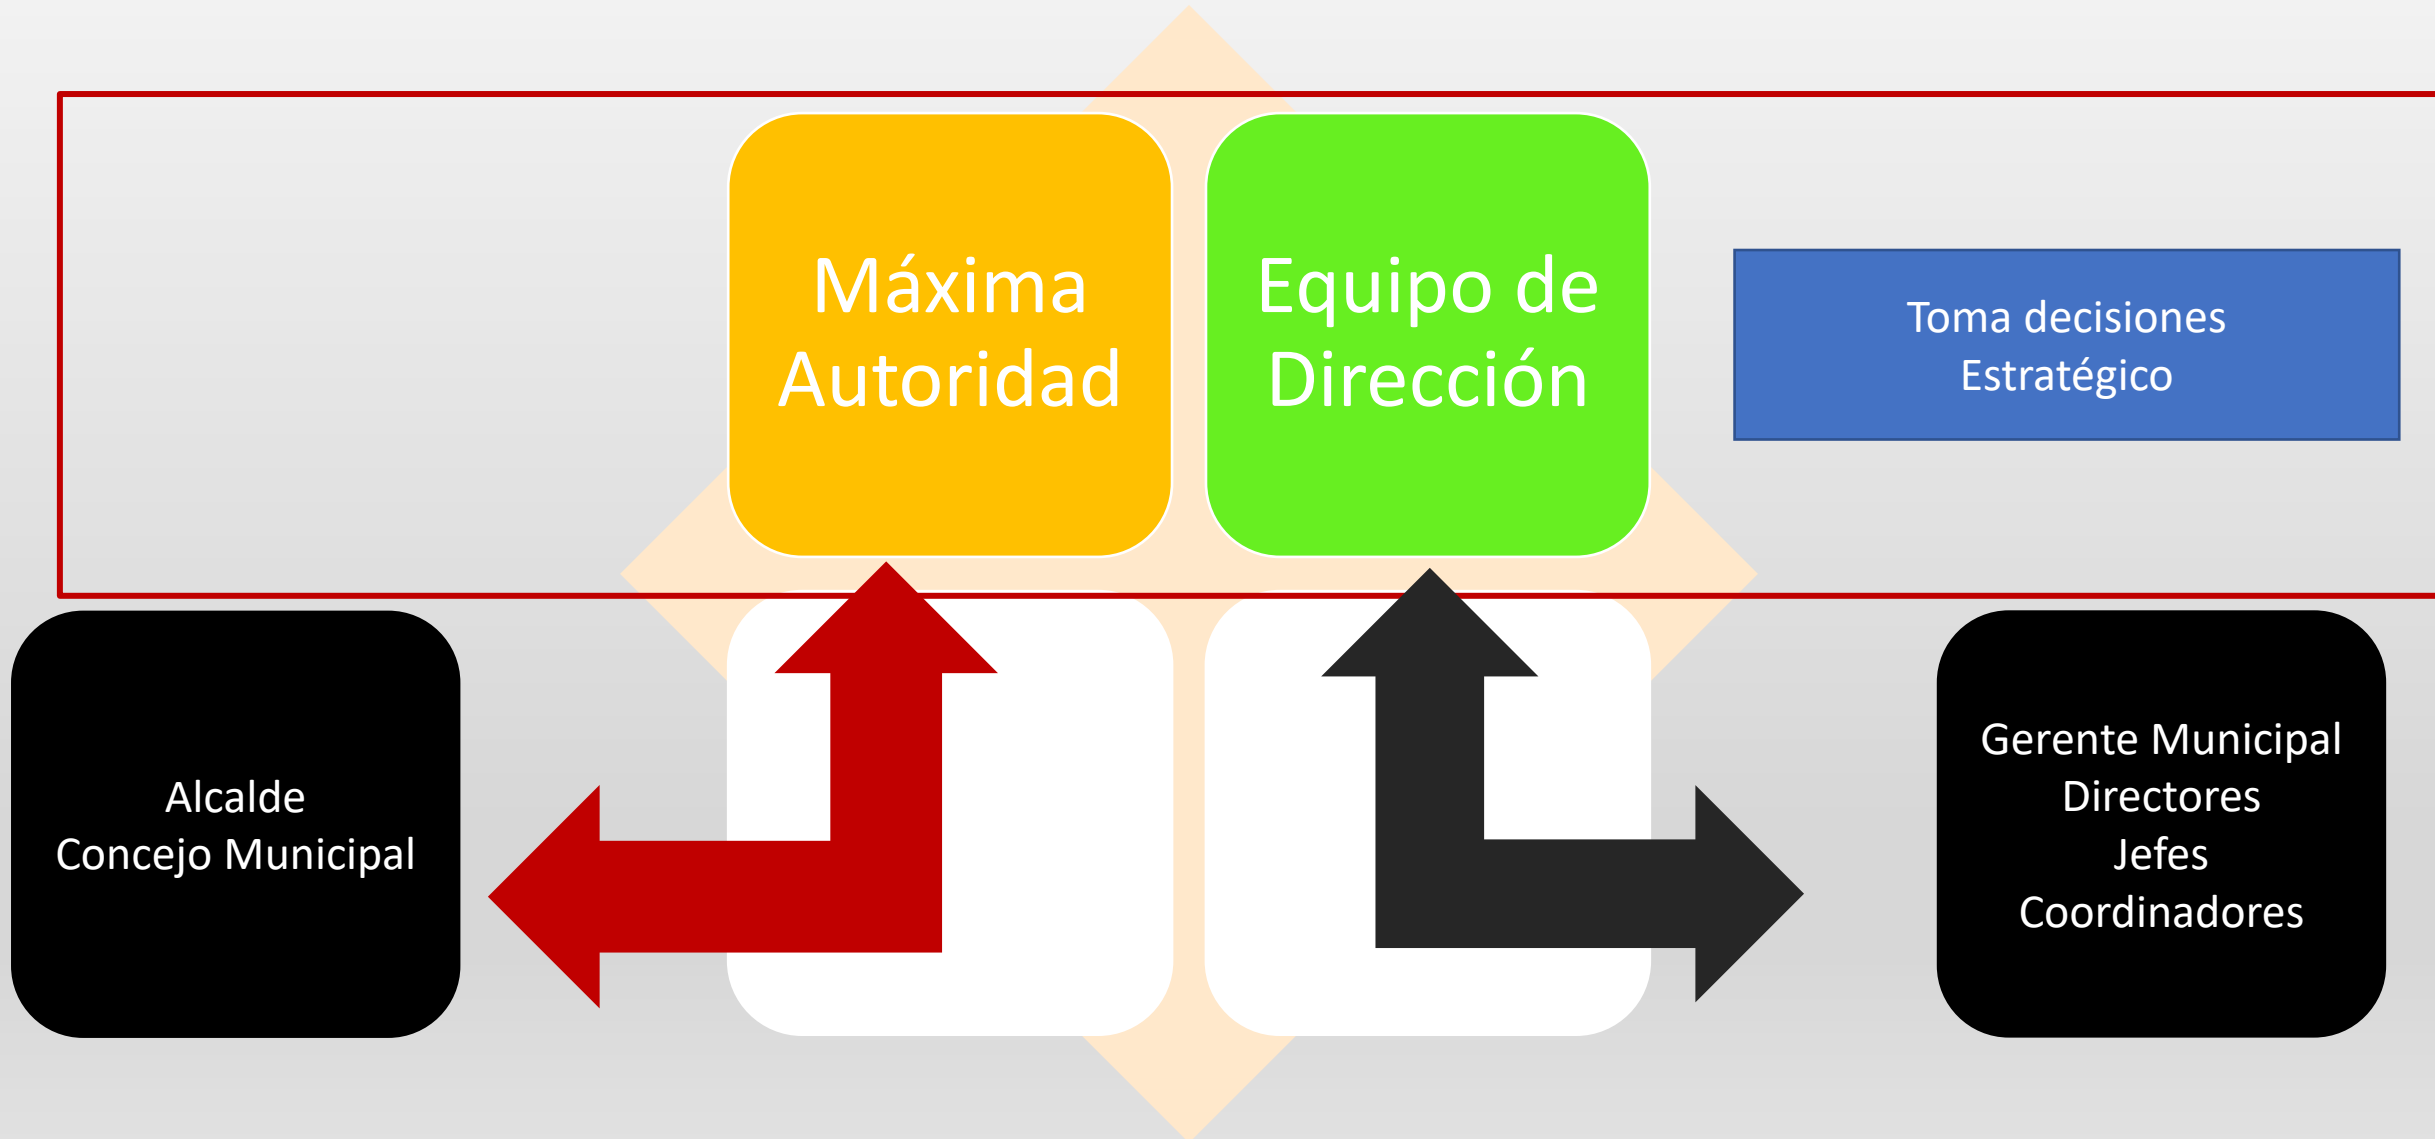 Máxima
Autoridad
Equipo de
Dirección
Toma decisiones
Estratégico
Alcalde
Concejo Municipal
Gerente Municipal
Directores
Jefes
Coordinadores